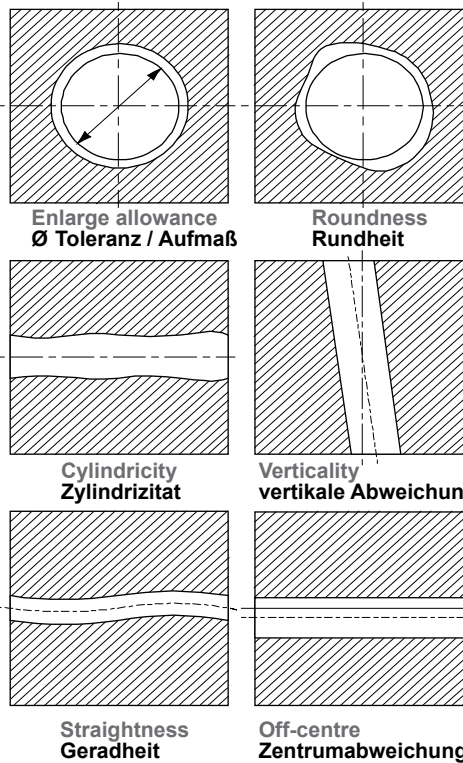 Enlarge allowance
Ø Toleranz / Aufmaß
Roundness
Rundheit
Cylindricity
Zylindrizitat
Verticality
vertikale Abweichun
Straightness
Geradheit
Off-centre
Zentrumabweichung